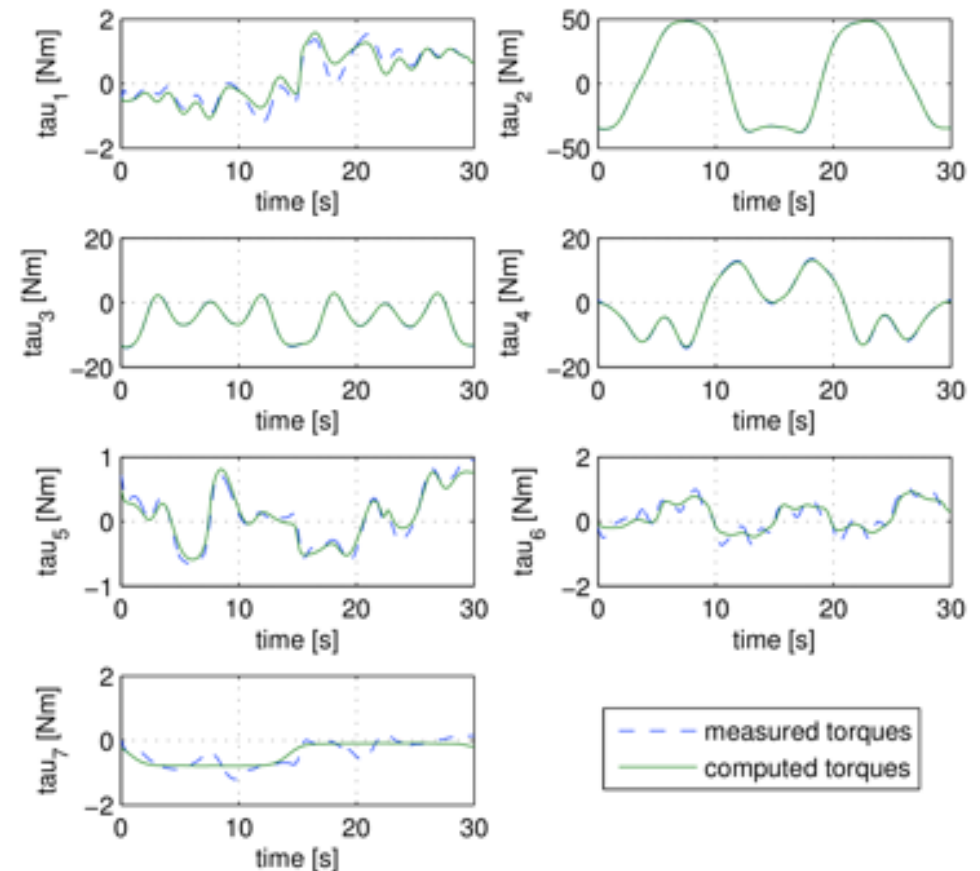 tau1 [Nm]
2
0
−2
0 10 20 30
time [s]
tau2 [Nm]
50
0
−50
0 10 20 30
time [s]
tau3 [Nm]
20
0
−20
0 10 20 30
time [s]
tau4 [Nm]
20
0
−20
0 10 20 30
time [s]
tau5 [Nm]
1
0
−1
0 10 20 30
time [s]
tau6 [Nm]
2
0
−2
0 10 20 30
time [s]
tau7 [Nm]
2
0
−2
0 10 20 30
time [s]
measured torques
computed torques